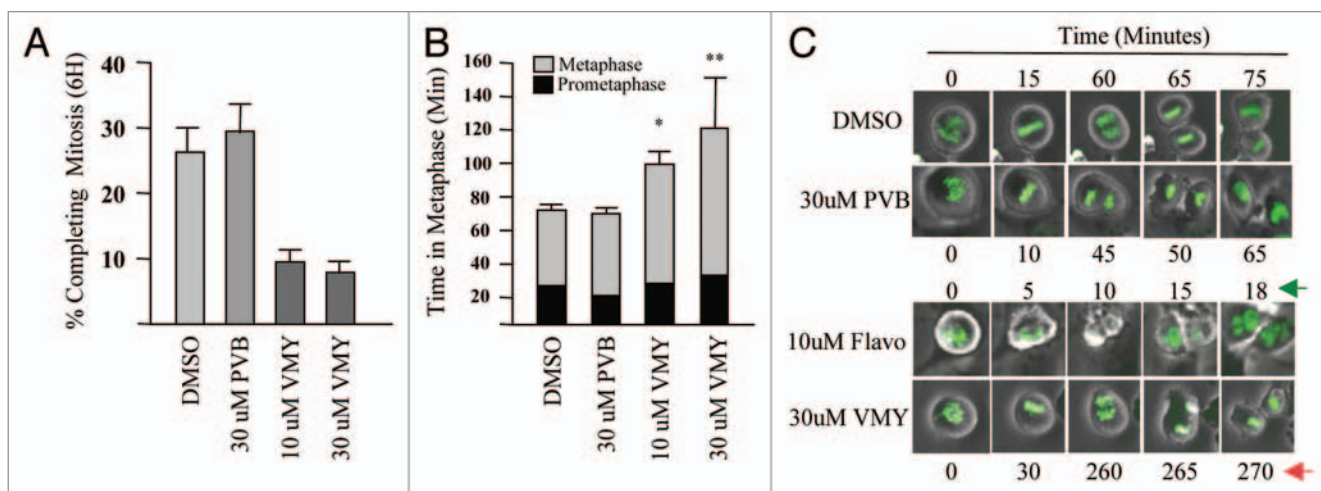 A
% Completing Mitosis (6H)
40
30
20
10
DMSO
30 uM PVB
10 uM VMY
30 uM VMY
B
Time in Metaphase (Min)
160
140
120
100
80
60
40
20
Metaphase
Prometaphase
*
**
DMSO
30 uM PVB
10 uM VMY
30 uM VMY
C
Time (Minutes)
0 15 60 65 75
DMSO
30uM PVB
0 10 45 50 65
0 5 10 15 18
10uM Flavo
30uM VMY
0 30 260 265 270